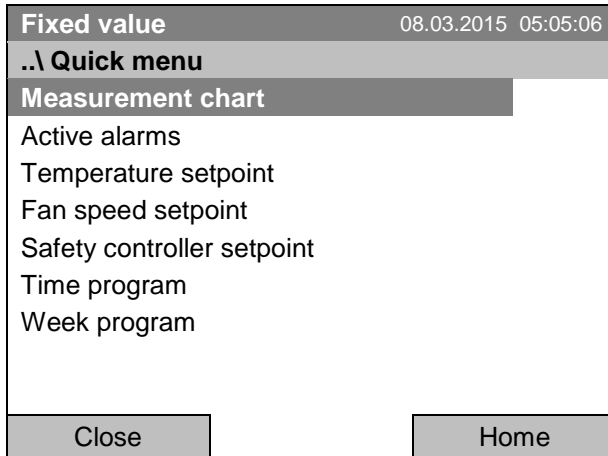 Fixed value 08.03.2015 05:05:06
..\ Quick menu
Measurement chart
Active alarms
Temperature setpoint
Fan speed setpoint
Safety controller setpoint
Time program
Week program
Close Home